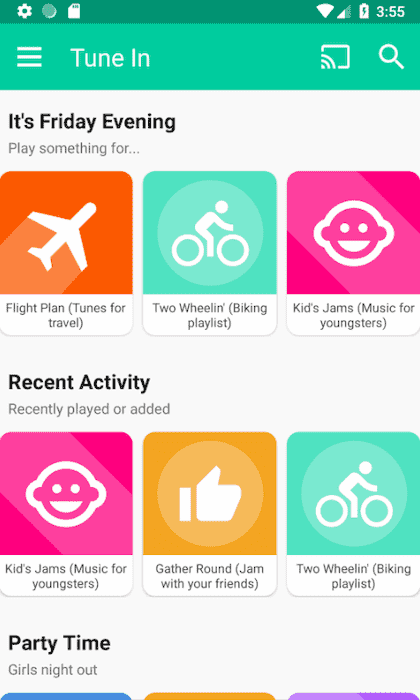 3:55
Tune In
It's Friday Evening
Play something for...
Flight Plan (Tunes for
travel)
Two Wheelin' (Biking
playlist)
Kid's Jams (Music for
youngsters)
Recent Activity
Recently played or added
Kid's Jams (Music for
youngsters)
Gather Round (Jam
with your friends)
Two Wheelin' (Biking
playlist)
Party Time
Girls night out